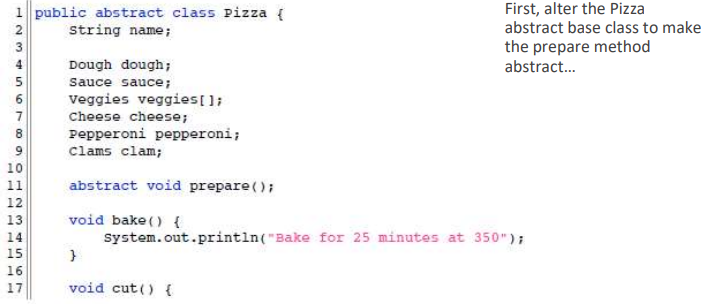 1 public abstract class Pizza {
2     String name;
3
4     Dough dough;
5     Sauce sauce;
6     Veggies veggies[];
7     Cheese cheese;
8     Pepperoni pepperoni;
9     Clams clam;
10
11     abstract void prepare();
12
13     void bake() {
14         System.out.println("Bake for 25 minutes at 350");
15     }
16
17     void cut() {
First, alter the Pizza
abstract base class to make
the prepare method
abstract...